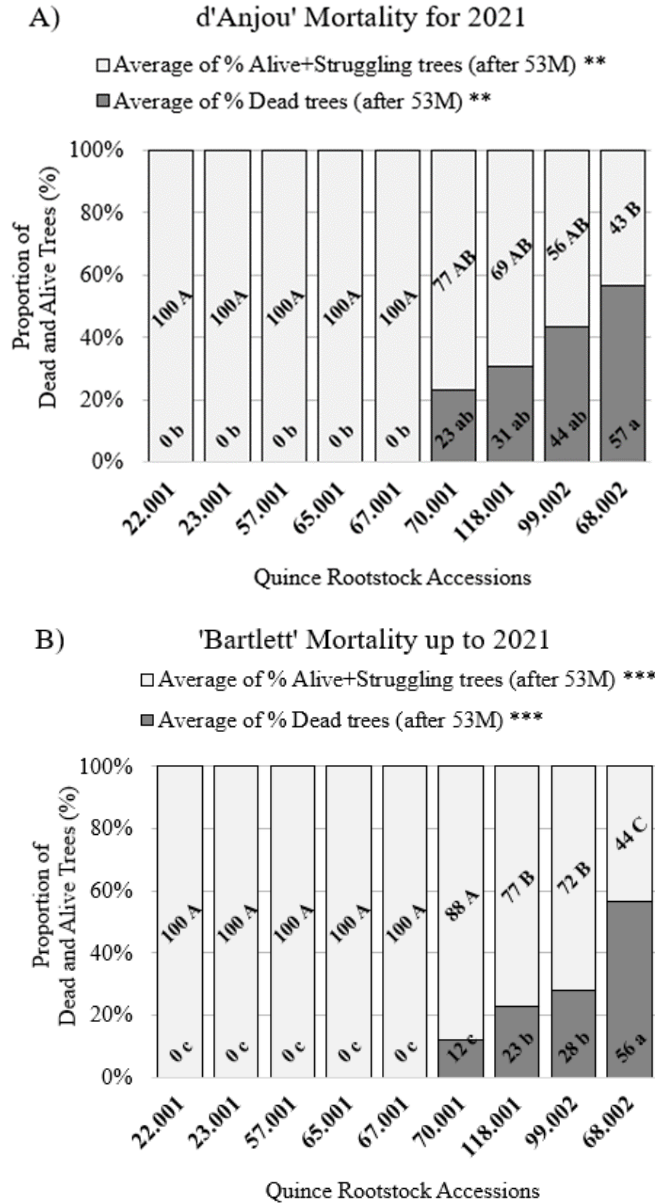 A) d'Anjou' Mortality for 2021
Average of % Alive+Struggling trees (after 53M) **
Average of % Dead trees (after 53M) **
Proportion of
Dead and Alive Trees (%)
100%
80%
60%
40%
20%
0%
100 A 100A 100A 100A 100A 77 AB 69 AB 56 AB 43 B
0 b 0 b 0 b 0 b 0 b 23 ab 31 ab 44 ab 57 a
22.001 23.001 57.001 65.001 67.001 70.001 118.001 99.002 68.002
Quince Rootstock Accessions
B) 'Bartlett' Mortality up to 2021
Average of % Alive+Struggling trees (after 53M) ***
Average of % Dead trees (after 53M) ***
Proportion of
Dead and Alive Trees (%)
100%
80%
60%
40%
20%
0%
100 A 100 A 100 A 100 A 100 A 88 A 77 B 72 B 44 C
0 c 0 c 0 c 0 c 0 c 12 c 23 b 28 b 56 a
22.001 23.001 57.001 65.001 67.001 70.001 118.001 99.002 68.002
Quince Rootstock Accessions